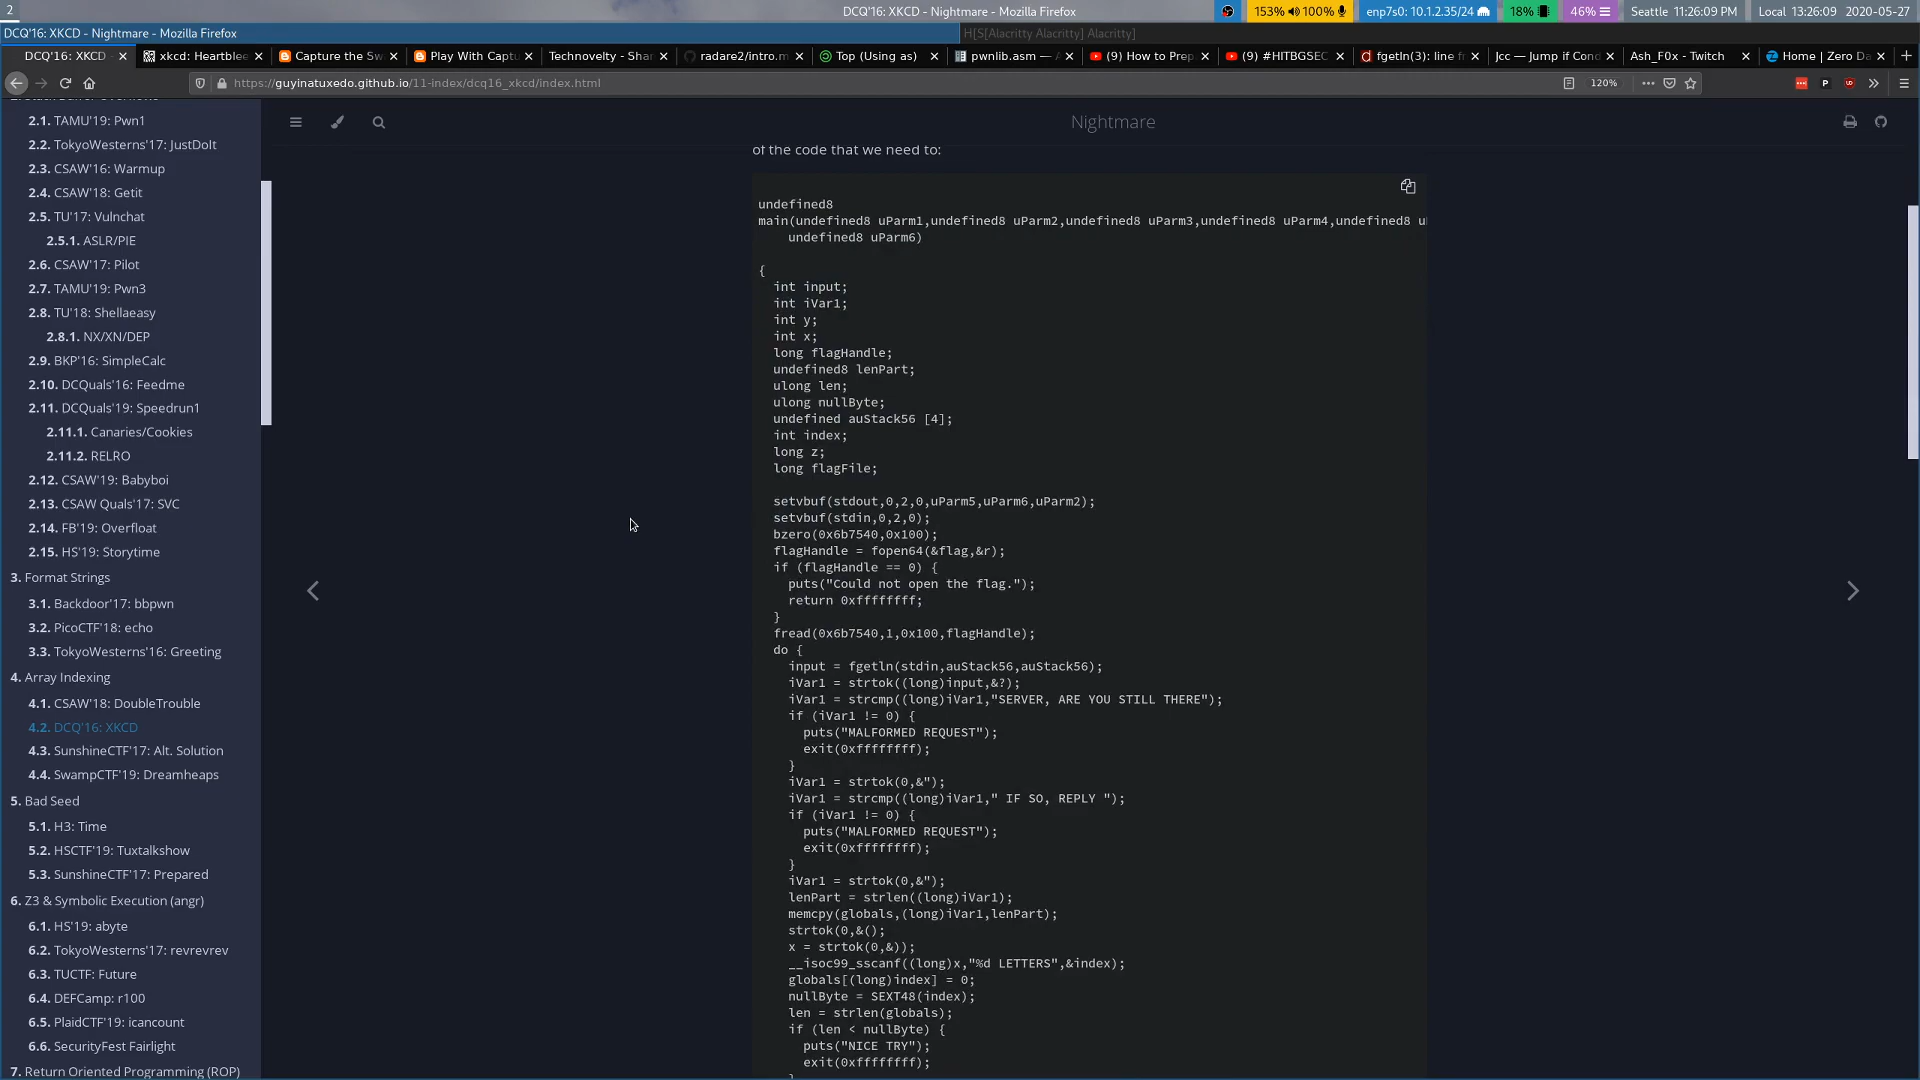 2
DCQ'16: XKCD - Nightmare - Mozilla Firefox
153% 100%
enp7s0: 10.1.2.35/24
18%
46%
Seattle 11:26:09 PM
Local 13:26:09 2020-05-27
DCQ'16: XKCD - Nightmare - Mozilla Firefox
H[S[Alacritty Alacritty] Alacritty]
DCQ'16: XKCD -
xkcd: Heartblee
Capture the Sw
Play With Captu
Technovelty - Shar
radare2/intro.m
Top (Using as)
pwnlib.asm — A
(9) How to Prep
(9) #HITBGSEC
fgetln(3): line fr
Jcc — Jump if Cond
Ash_F0x - Twitch
Home | Zero Da
https://guyinatuxedo.github.io/11-index/dcq16_xkcd/index.html
120%
2.1. TAMU'19: Pwn1
2.2. TokyoWesterns'17: JustDoIt
2.3. CSAW'16: Warmup
2.4. CSAW'18: Getit
2.5. TU'17: Vulnchat
2.5.1. ASLR/PIE
2.6. CSAW'17: Pilot
2.7. TAMU'19: Pwn3
2.8. TU'18: Shellaeasy
2.8.1. NX/XN/DEP
2.9. BKP'16: SimpleCalc
2.10. DCQuals'16: Feedme
2.11. DCQuals'19: Speedrun1
2.11.1. Canaries/Cookies
2.11.2. RELRO
2.12. CSAW'19: Babyboi
2.13. CSAW Quals'17: SVC
2.14. FB'19: Overfloat
2.15. HS'19: Storytime
3. Format Strings
3.1. Backdoor'17: bbpwn
3.2. PicoCTF'18: echo
3.3. TokyoWesterns'16: Greeting
4. Array Indexing
4.1. CSAW'18: DoubleTrouble
4.2. DCQ'16: XKCD
4.3. SunshineCTF'17: Alt. Solution
4.4. SwampCTF'19: Dreamheaps
5. Bad Seed
5.1. H3: Time
5.2. HSCTF'19: Tuxtalkshow
5.3. SunshineCTF'17: Prepared
6. Z3 & Symbolic Execution (angr)
6.1. HS'19: abyte
6.2. TokyoWesterns'17: revrevrev
6.3. TUCTF: Future
6.4. DEFCamp: r100
6.5. PlaidCTF'19: icancount
6.6. SecurityFest Fairlight
7. Return Oriented Programming (ROP)
Nightmare
of the code that we need to:
undefined8
main(undefined8 uParm1,undefined8 uParm2,undefined8 uParm3,undefined8 uParm4,undefined8 u
undefined8 uParm6)
{
int input;
int iVar1;
int y;
int x;
long flagHandle;
undefined8 lenPart;
ulong len;
ulong nullByte;
undefined auStack56 [4];
int index;
long z;
long flagFile;
setvbuf(stdout,0,2,0,uParm5,uParm6,uParm2);
setvbuf(stdin,0,2,0);
bzero(0x6b7540,0x100);
flagHandle = fopen64(&flag,&r);
if (flagHandle == 0) {
puts("Could not open the flag.");
return 0xffffffff;
}
fread(0x6b7540,1,0x100,flagHandle);
do {
input = fgetln(stdin,auStack56,auStack56);
iVar1 = strtok((long)input,&?);
iVar1 = strcmp((long)iVar1,"SERVER, ARE YOU STILL THERE");
if (iVar1 != 0) {
puts("MALFORMED REQUEST");
exit(0xffffffff);
}
iVar1 = strtok(0,&");
iVar1 = strcmp((long)iVar1," IF SO, REPLY ");
if (iVar1 != 0) {
puts("MALFORMED REQUEST");
exit(0xffffffff);
}
iVar1 = strtok(0,&");
lenPart = strlen((long)iVar1);
memcpy(globals,(long)iVar1,lenPart);
strtok(0,&();
x = strtok(0,&));
__isoc99_sscanf((long)x,"%d LETTERS",&index);
globals[(long)index] = 0;
nullByte = SEXT48(index);
len = strlen(globals);
if (len < nullByte) {
puts("NICE TRY");
exit(0xffffffff);